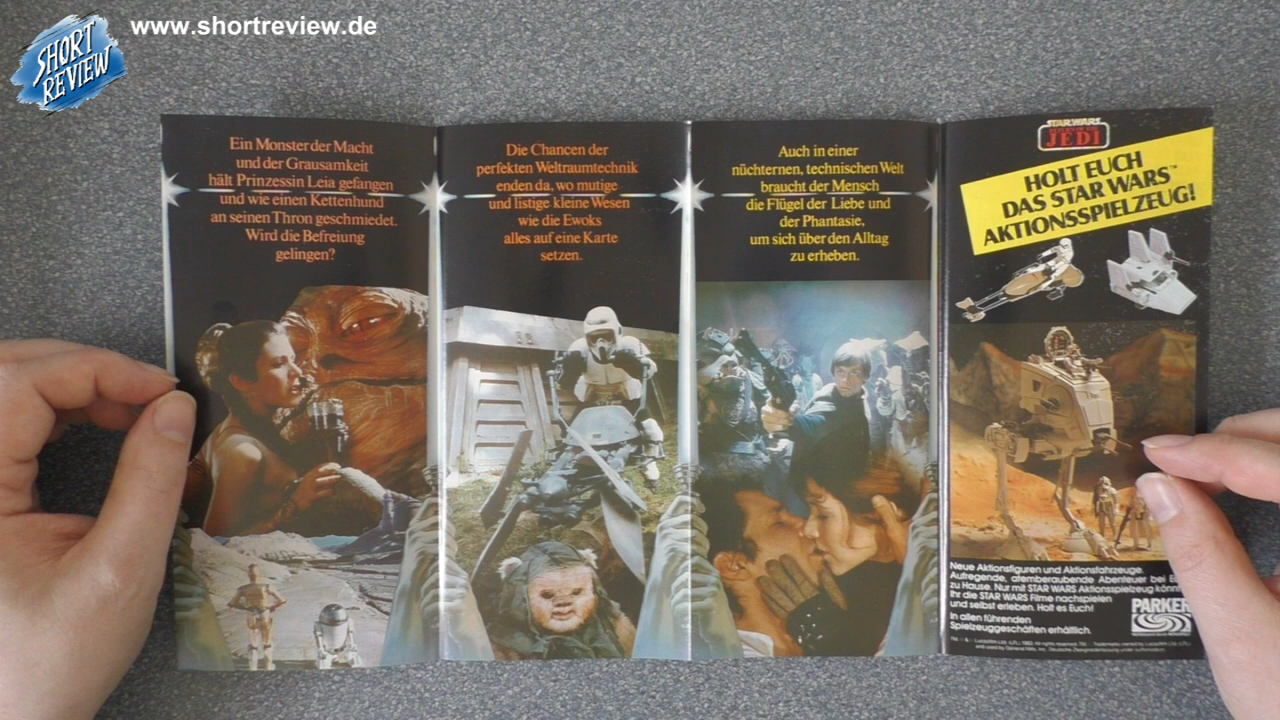 www.shortreview.de
SHORT
REVIEW
Ein Monster der Macht
und der Grausamkeit
hält Prinzessin Leia gefangen
und wie einen Kettenhund
an seinen Thron geschmiedet.
Wird die Befreiung
gelingen?
Die Chancen der
perfekten Weltraumtechnik
enden da, wo mutige
und listige kleine Wesen
wie die Ewoks
alles auf eine Karte
setzen.
Auch in einer
nüchternen, technischen Welt
braucht der Mensch
die Flügel der Liebe und
der Phantasie,
um sich über den Alltag
zu erheben.
STAR WARS
RETURN OF THE
JEDI
HOLT EUCH
DAS STAR WARS™
AKTIONSSPIELZEUG!
Neue Aktionsfiguren und Aktionsfahrzeuge.
Aufregende, atemberaubende Abenteuer bei
zu Hause. Nur mit STAR WARS Aktionsspielzeug
Ihr die STAR WARS Filme nachspielen
und selbst erleben. Holt es Euch!
In allen führenden
Spielzeuggeschäften erhältlich.
PARKER